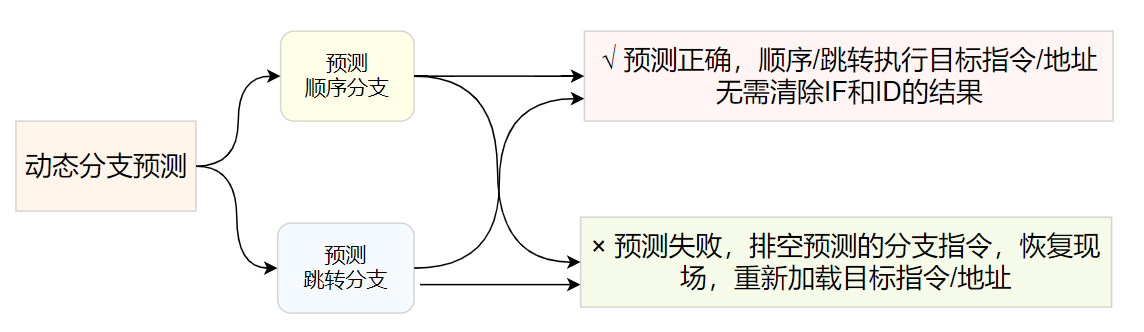 预测
顺序分支
√ 预测正确，顺序/跳转执行目标指令/地址
无需清除IF和ID的结果
动态分支预测
预测
跳转分支
× 预测失败，排空预测的分支指令，恢复现
场，重新加载目标指令/地址